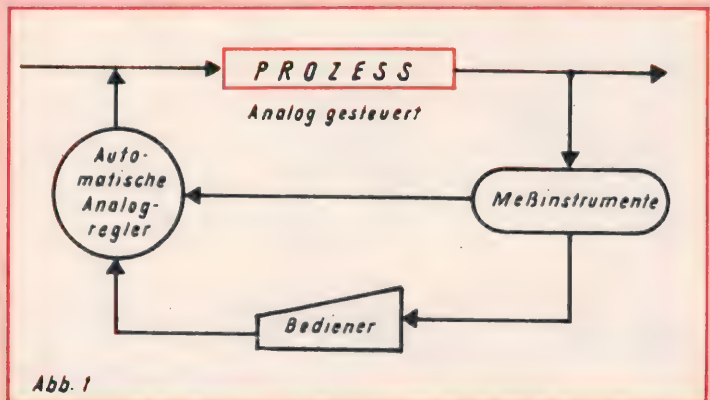 PROZESS
Analog gesteuert
Auto-
matische
Analog-
regler
Meßinstrumente
Bediener
Abb. 1